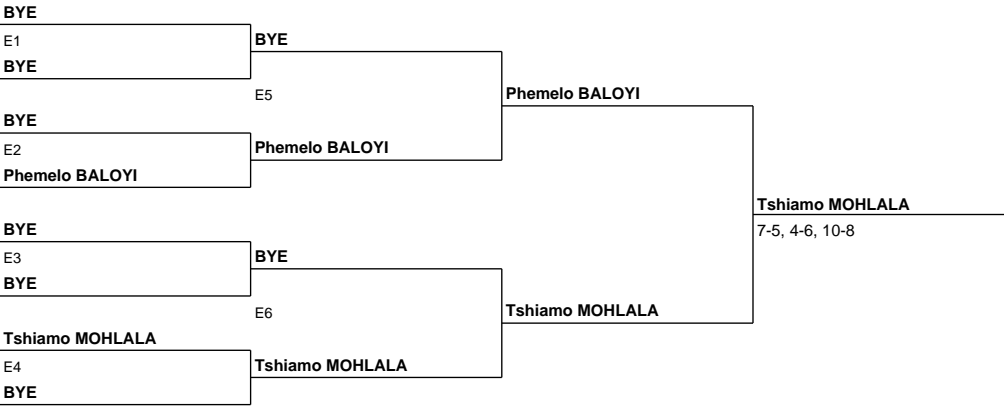 BYE
E1
BYE
BYE
E5
Phemelo BALOYI
BYE
E2
Phemelo BALOYI
Phemelo BALOYI
Tshiamo MOHLALA
7-5, 4-6, 10-8
BYE
E3
BYE
BYE
E6
Tshiamo MOHLALA
Tshiamo MOHLALA
E4
Tshiamo MOHLALA
BYE